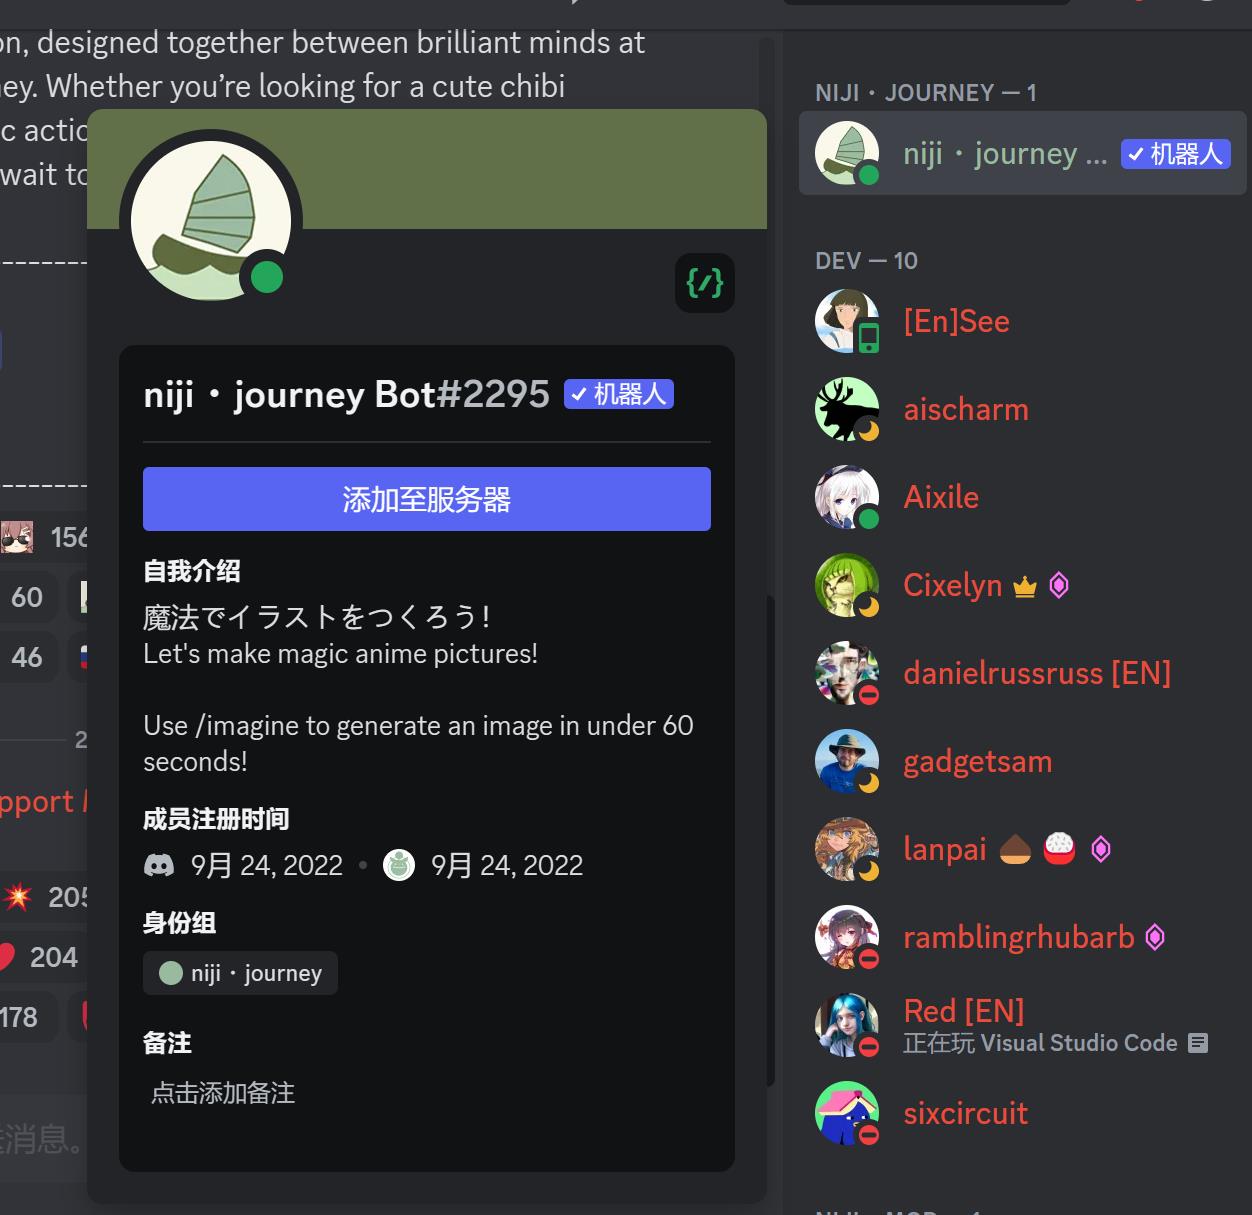 on, designed together between brilliant minds at
ey. Whether you’re looking for a cute chibi
c actio
wait to
156
60
46
2
pport
205
204
178
消息。
niji・journey Bot#2295 机器人
添加至服务器
自我介绍
魔法でイラストをつくろう！
Let's make magic anime pictures!
Use /imagine to generate an image in under 60
seconds!
成员注册时间
9月 24, 2022 • 9月 24, 2022
身份组
niji・journey
备注
点击添加备注
NIJI・JOURNEY — 1
niji・journey ... 机器人
DEV — 10
[En]See
aischarm
Aixile
Cixelyn
danielrussruss [EN]
gadgetsam
lanpai
ramblingrhubarb
Red [EN]
正在玩 Visual Studio Code
sixcircuit